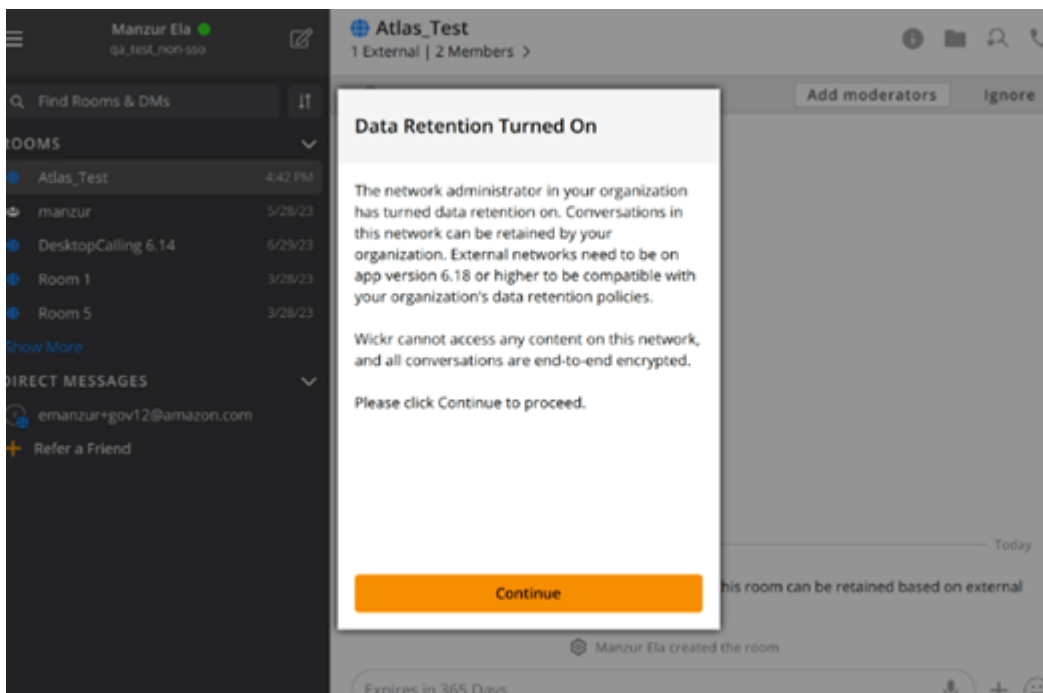 Manzur Ela
qa_test_non-sso
Find Rooms & DMs
ROOMS
Atlas_Test 4:42 PM
manzur 5/28/23
DesktopCalling 6.14 6/29/23
Room 1 3/28/23
Room 5 3/28/23
Show More
DIRECT MESSAGES
emanzur+gov12@amazon.com
Refer a Friend
Atlas_Test
1 External | 2 Members >
Add moderators Ignore
Data Retention Turned On
The network administrator in your organization
has turned data retention on. Conversations in
this network can be retained by your
organization. External networks need to be on
app version 6.18 or higher to be compatible with
your organization's data retention policies.
Wickr cannot access any content on this network,
and all conversations are end-to-end encrypted.
Please click Continue to proceed.
Continue
Today
his room can be retained based on external
Manzur Ela created the room
Expires in 365 Days